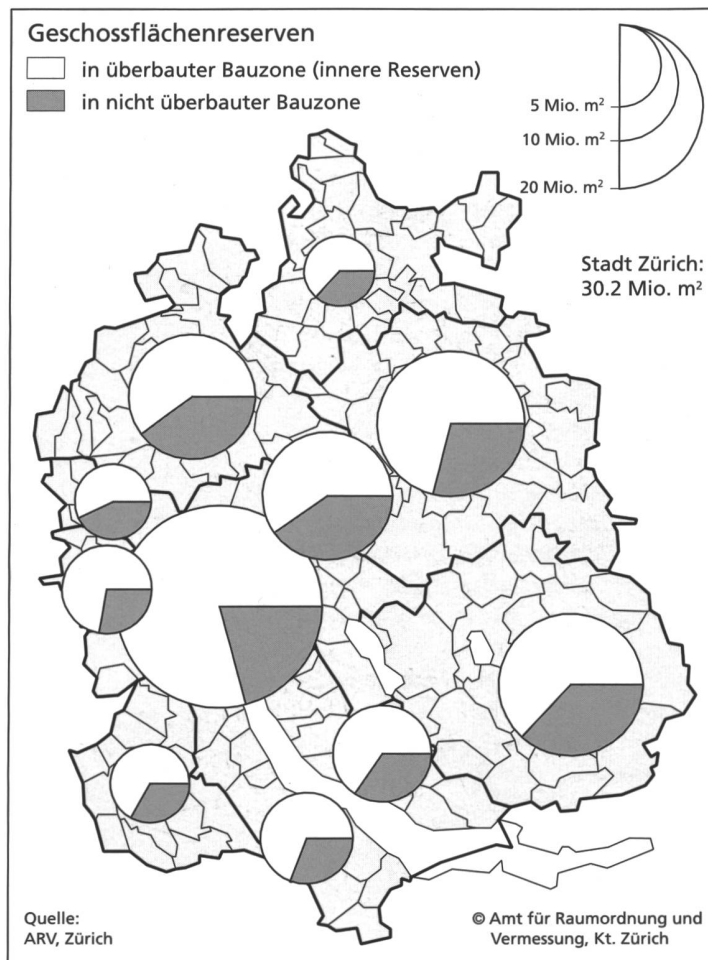 Geschossflächenreserven
in überbauter Bauzone (innere Reserven)
in nicht überbauter Bauzone
5 Mio. m²
10 Mio. m²
20 Mio. m²
Stadt Zürich:
30.2 Mio. m²
Quelle:
ARV, Zürich
© Amt für Raumordnung und
Vermessung, Kt. Zürich